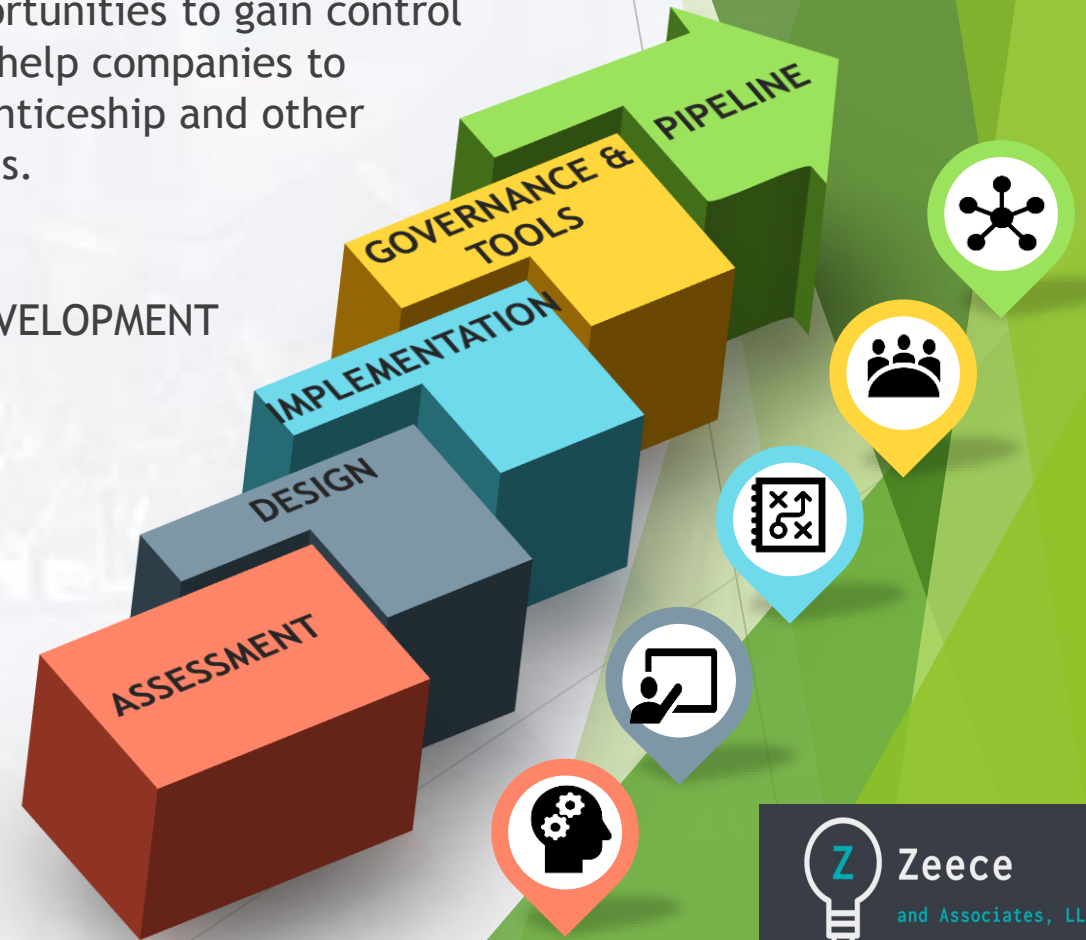 ortunities to gain control
help companies to
nticeship and other
s.
VELOPMENT
PIPELINE
GOVERNANCE &
TOOLS
IMPLEMENTATION
DESIGN
ASSESSMENT
Z
Zeece
and Associates, LL